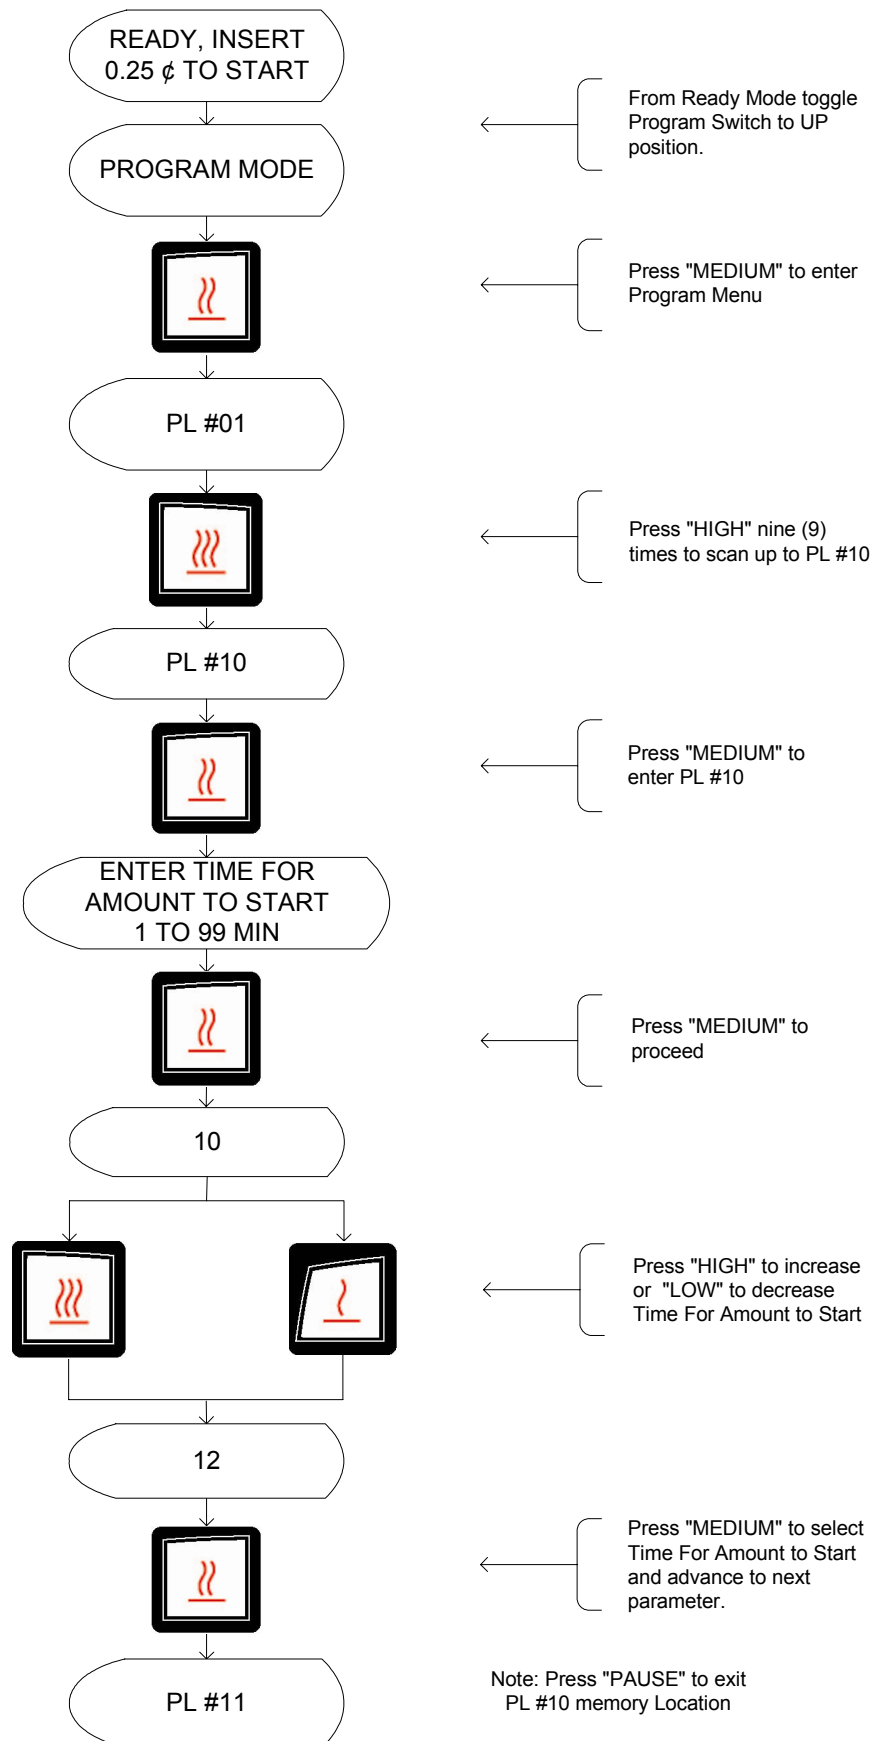 READY, INSERT
0.25 ¢ TO START
From Ready Mode toggle
Program Switch to UP
position.
PROGRAM MODE
Press "MEDIUM" to enter
Program Menu
PL #01
Press "HIGH" nine (9)
times to scan up to PL #10
PL #10
Press "MEDIUM" to
enter PL #10
ENTER TIME FOR
AMOUNT TO START
1 TO 99 MIN
Press "MEDIUM" to
proceed
10
Press "HIGH" to increase
or "LOW" to decrease
Time For Amount to Start
12
Press "MEDIUM" to select
Time For Amount to Start
and advance to next
parameter.
PL #11
Note: Press "PAUSE" to exit
PL #10 memory Location